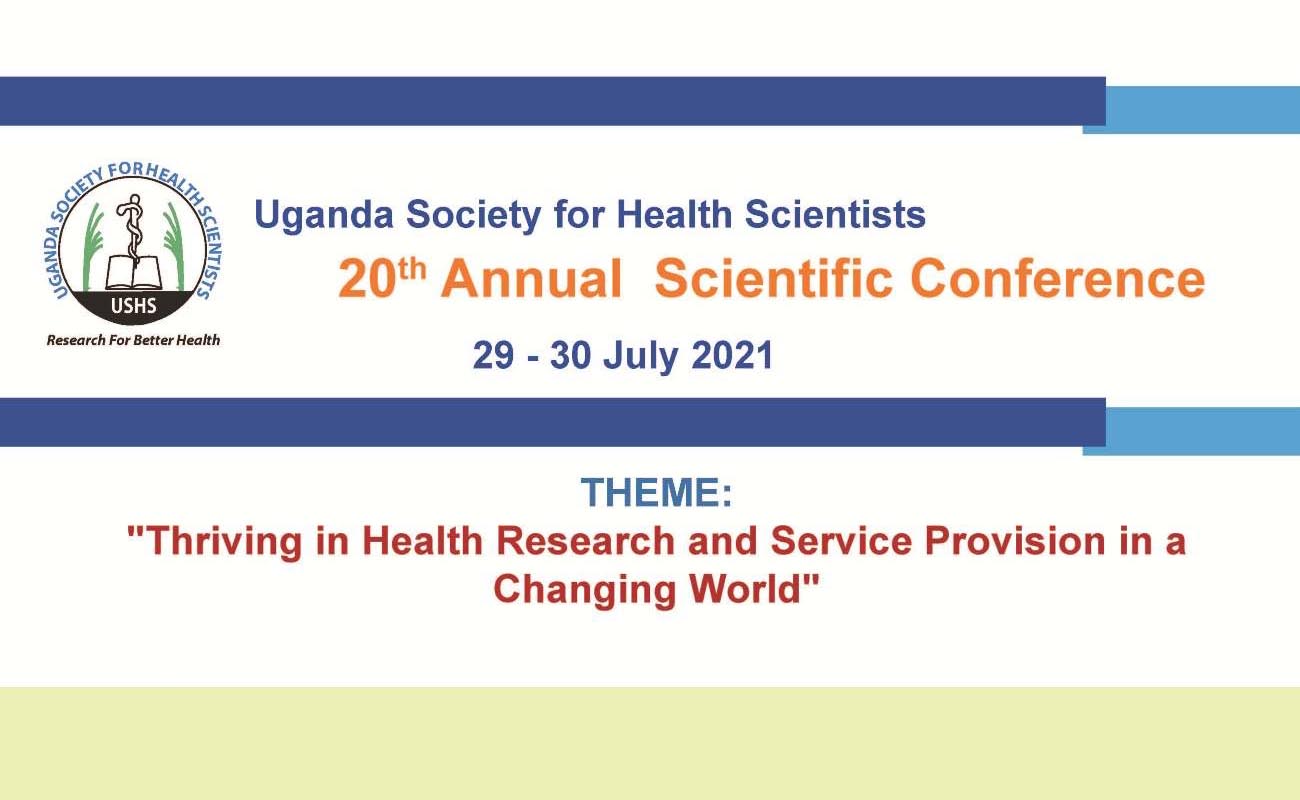 UGANDA SOCIETY FOR HEALTH SCIENTISTS
USHS
Research For Better Health
Uganda Society for Health Scientists
20th Annual Scientific Conference
29 - 30 July 2021
THEME:
"Thriving in Health Research and Service Provision in a
Changing World"